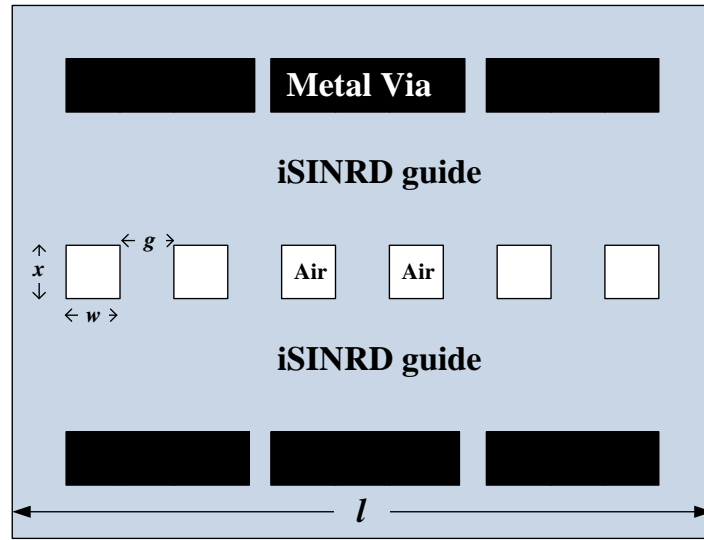 Metal Via
iSINRD guide
g
x
Air
Air
w
iSINRD guide
l